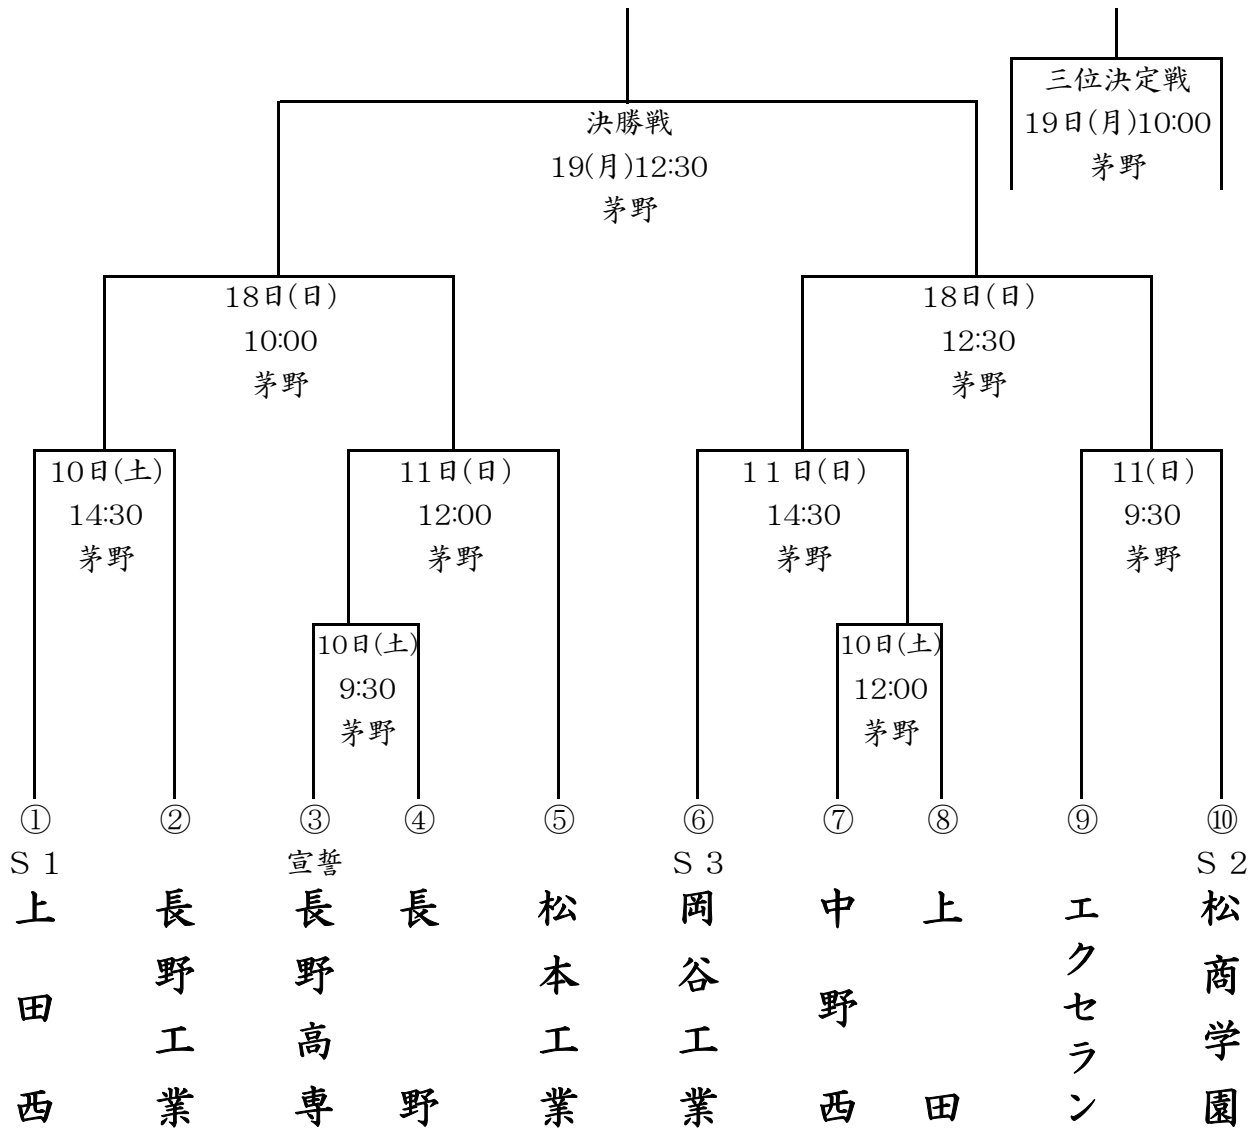 三位決定戦
19日(月)10:00
茅野
決勝戦
19(月)12:30
茅野
18日(日)
10:00
茅野
18日(日)
12:30
茅野
10日(土)
14:30
茅野
11日(日)
12:00
茅野
11日(日)
14:30
茅野
11(日)
9:30
茅野
10日(土)
9:30
茅野
10日(土)
12:00
茅野
①
S1
上田西
②
長野工業
③
宣誓
長野高専
④
長野
⑤
松本工業
⑥
S3
岡谷工業
⑦
中野西
⑧
上田
⑨
エクセラン
⑩
S2
松商学園